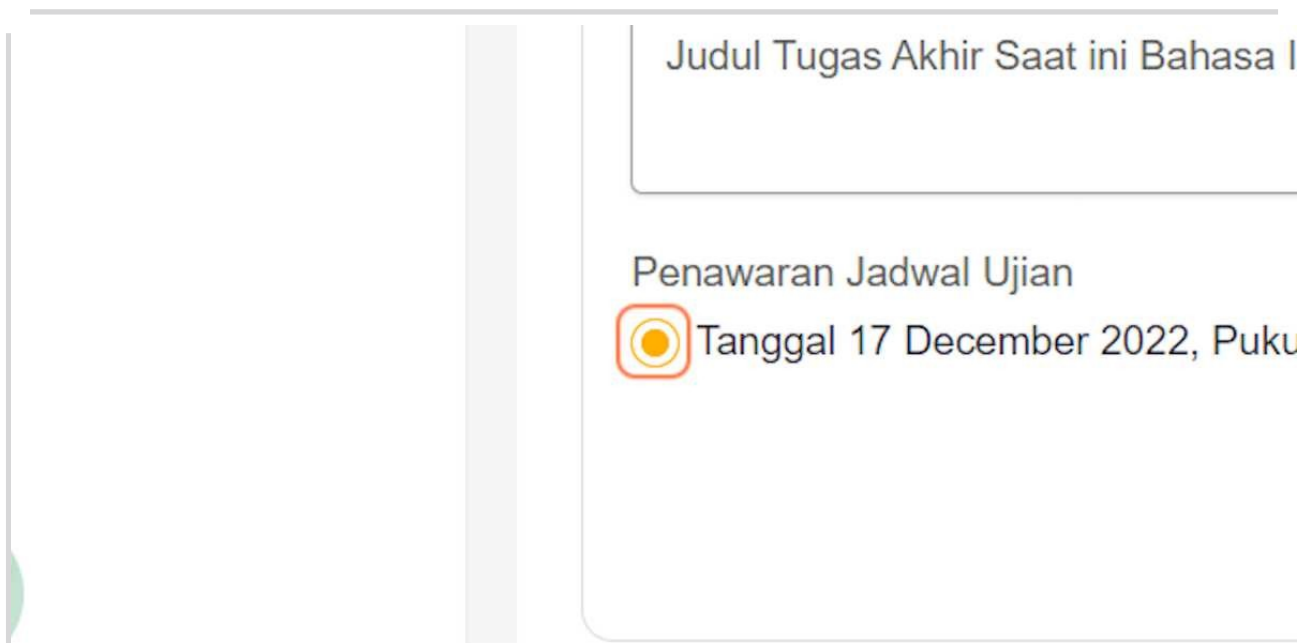 Judul Tugas Akhir Saat ini Bahasa
Penawaran Jadwal Ujian
Tanggal 17 December 2022,